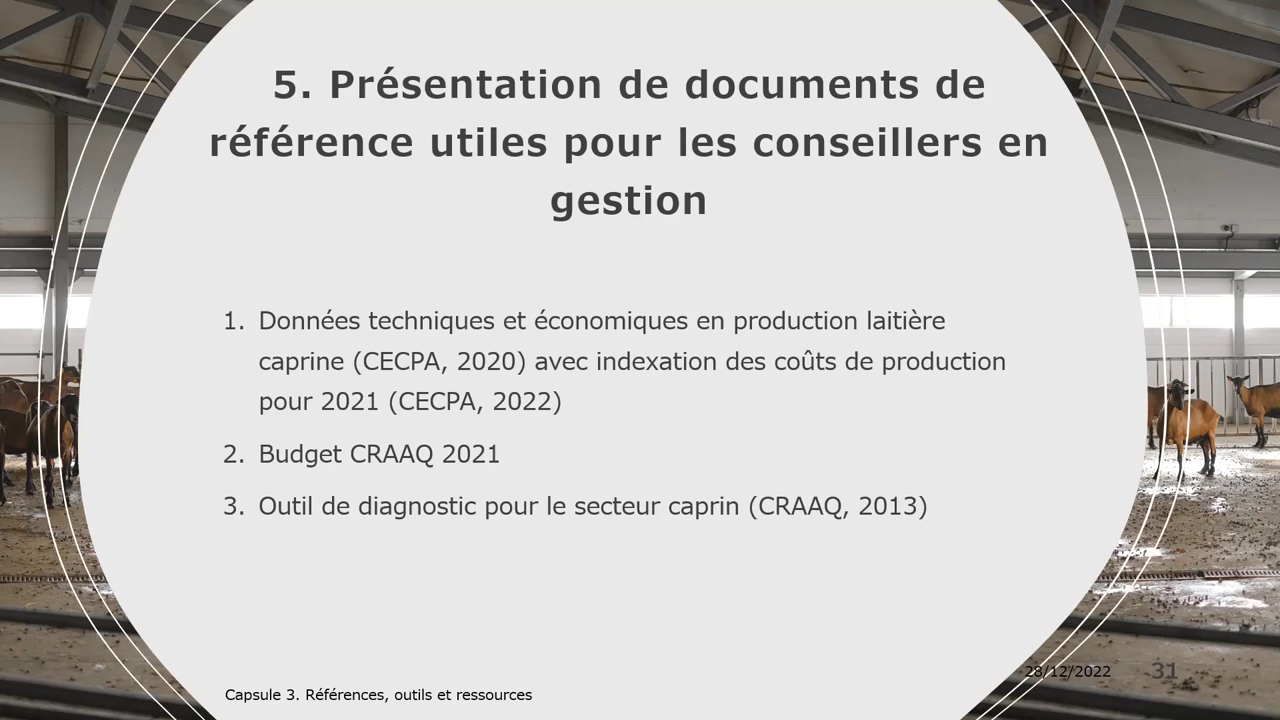 5. Présentation de documents de
référence utiles pour les conseillers en
gestion
1. Données techniques et économiques en production laitière
caprine (CECPA, 2020) avec indexation des coûts de production
pour 2021 (CECPA, 2022)
2. Budget CRAAQ 2021
3. Outil de diagnostic pour le secteur caprin (CRAAQ, 2013)
28/12/2022 31
Capsule 3. Références, outils et ressources